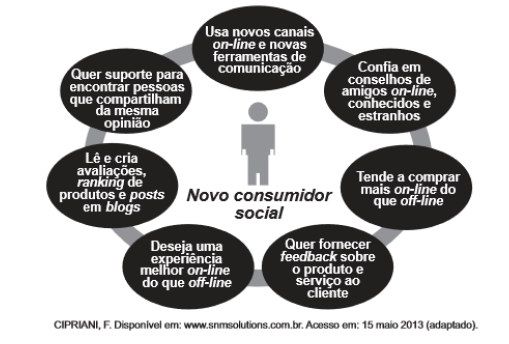 Usa novos canais
on-line e novas
ferramentas de
comunicação
Confia em
conselhos de
amigos on-line,
conhecidos e
estranhos
Tende a comprar
mais on-line do
que off-line
Quer fornecer
feedback sobre
o produto e
serviço ao
cliente
Deseja uma
experiência
melhor on-line
do que off-line
Lê e cria
avaliações,
ranking de
produtos e posts
em blogs
Quer suporte para
encontrar pessoas
que compartilham
da mesma
opinião
Novo consumidor
social
CIPRIANI, F. Disponível em: www.snmsolutions.com.br. Acesso em: 15 maio 2013 (adaptado).